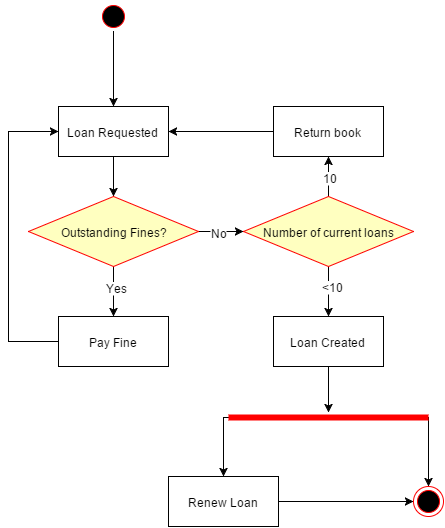 Loan Requested
Return book
10
Outstanding Fines?
No
Number of current loans
Yes
<10
Pay Fine
Loan Created
Renew Loan